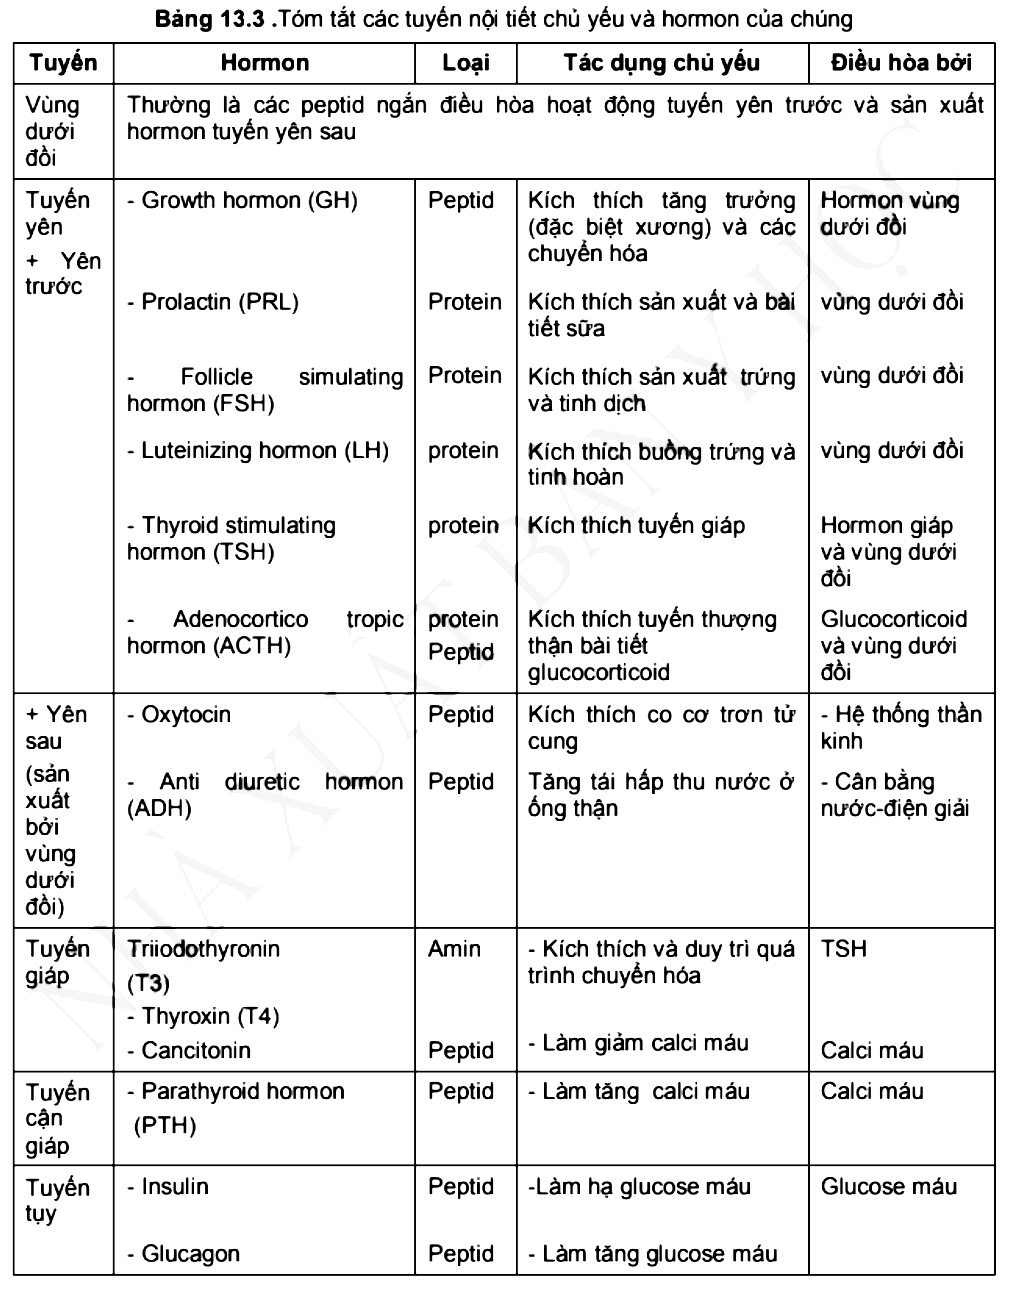 Bảng 13.3 .Tóm tắt các tuyến nội tiết chủ yếu và hormon của chúng
Tuyến Hormon Loại Tác dụng chủ yếu Điều hòa bởi
Vùng dưới đồi
Thường là các peptid ngắn điều hòa hoạt động tuyến yên trước và sản xuất
hormon tuyến yên sau
Tuyến yên
+ Yên trước
- Growth hormon (GH) Peptid Kích thích tăng trưởng (đặc biệt xương) và các chuyển hóa Hormon vùng dưới đồi
- Prolactin (PRL) Protein Kích thích sản xuất và bài tiết sữa vùng dưới đồi
- Follicle simulating hormon (FSH) Protein Kích thích sản xuất trứng và tinh dịch vùng dưới đồi
- Luteinizing hormon (LH) protein Kích thích buồng trứng và tinh hoàn vùng dưới đồi
- Thyroid stimulating hormon (TSH) protein Kích thích tuyến giáp Hormon giáp và vùng dưới đồi
- Adenocortico tropic hormon (ACTH) protein Peptid Kích thích tuyến thượng thận bài tiết glucocorticoid Glucocorticoid và vùng dưới đồi
+ Yên sau
(sản xuất bởi vùng dưới đồi)
- Oxytocin Peptid Kích thích co cơ trơn tử cung - Hệ thống thần kinh
- Anti diuretic hormon (ADH) Peptid Tăng tái hấp thu nước ở ống thận - Cân bằng nước-điện giải
Tuyến giáp
Triiodothyronin (T3) Amin - Kích thích và duy trì quá trình chuyển hóa TSH
- Thyroxin (T4)
- Cancitonin Peptid - Làm giảm calci máu Calci máu
Tuyến cận giáp
- Parathyroid hormon (PTH) Peptid - Làm tăng calci máu Calci máu
Tuyến tụy
- Insulin Peptid -Làm hạ glucose máu Glucose máu
- Glucagon Peptid - Làm tăng glucose máu
NHÀ XUẤT BẢN Y HỌC